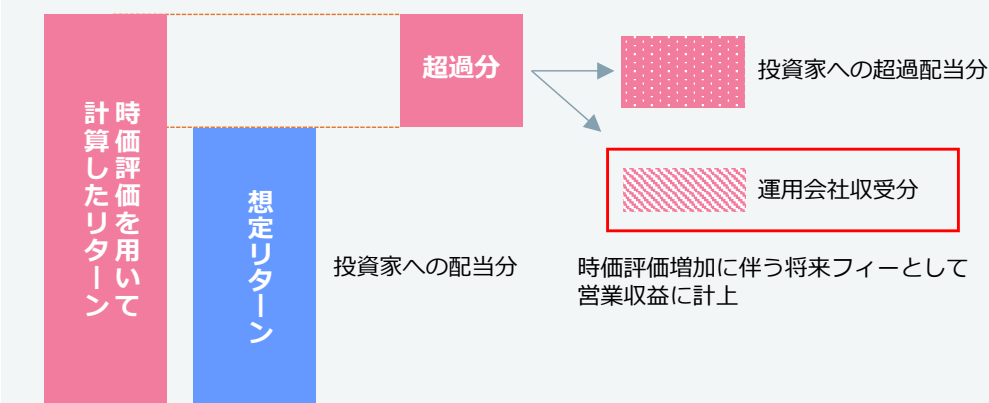 時価評価を用いて
計算したリターン
想定リターン
投資家への配当分
超過分
投資家への超過配当分
運用会社収受分
時価評価増加に伴う将来フィーとして
営業収益に計上